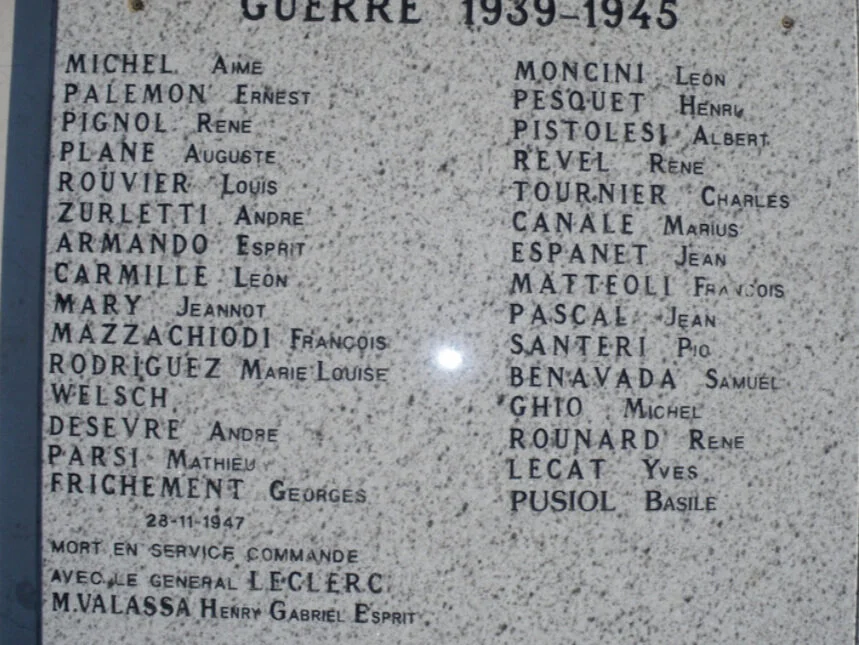 GUERRE 1939-1945
MICHEL AIME
PALEMON ERNEST
PIGNOL RENE
PLANE AUGUSTE
ROUVIER LOUIS
ZURLETTI ANDRE
ARMANDO ESPRIT
CARMILLE LEON
MARY JEANNOT
MAZZACHIODI FRANCOIS
RODRIGUEZ MARIE LOUISE
WELSCH
DESEVRE ANDRE
PARSI MATHIEU
FRICHEMENT GEORGES
28-11-1947
MORT EN SERVICE COMMANDE
AVEC LE GENERAL LECLERC
M.VALASSA HENRY GABRIEL ESPRIT
MONCINI LEON
PESQUET HENRY
PISTOLESI ALBERT
REVEL RENE
TOURNIER CHARLES
CANALE MARIUS
ESPANET JEAN
MATTEOLI FRANCOIS
PASCAL JEAN
SANTERI PIO
BENAVADA SAMUEL
GHIO MICHEL
ROUNARD RENE
LECAT YVES
PUSIOL BASILE